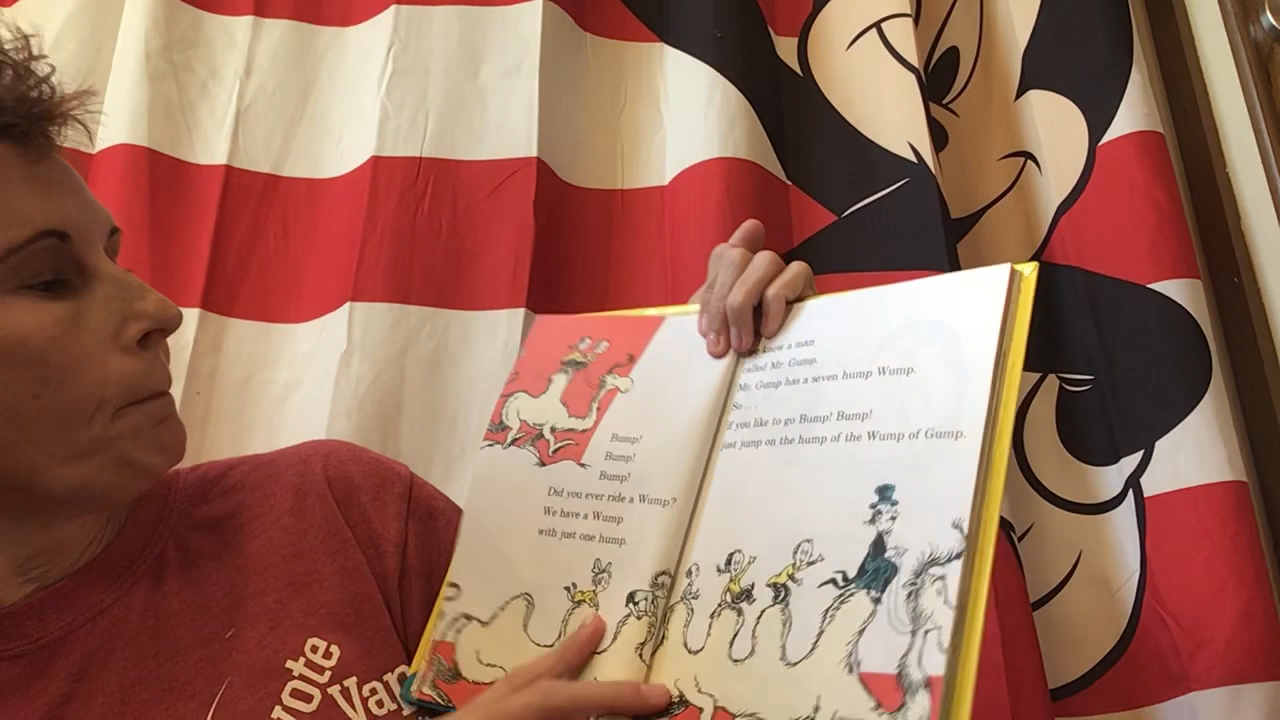 Bump!
Bump!
Bump!
Did you ever ride a Wump?
We have a Wump
with just one hump.
know a man
called Mr. Gump.
Mr. Gump has a seven hump Wump.
So . . .
if you like to go Bump! Bump!
just jump on the hump of the Wump of Gump.
Vote
Van